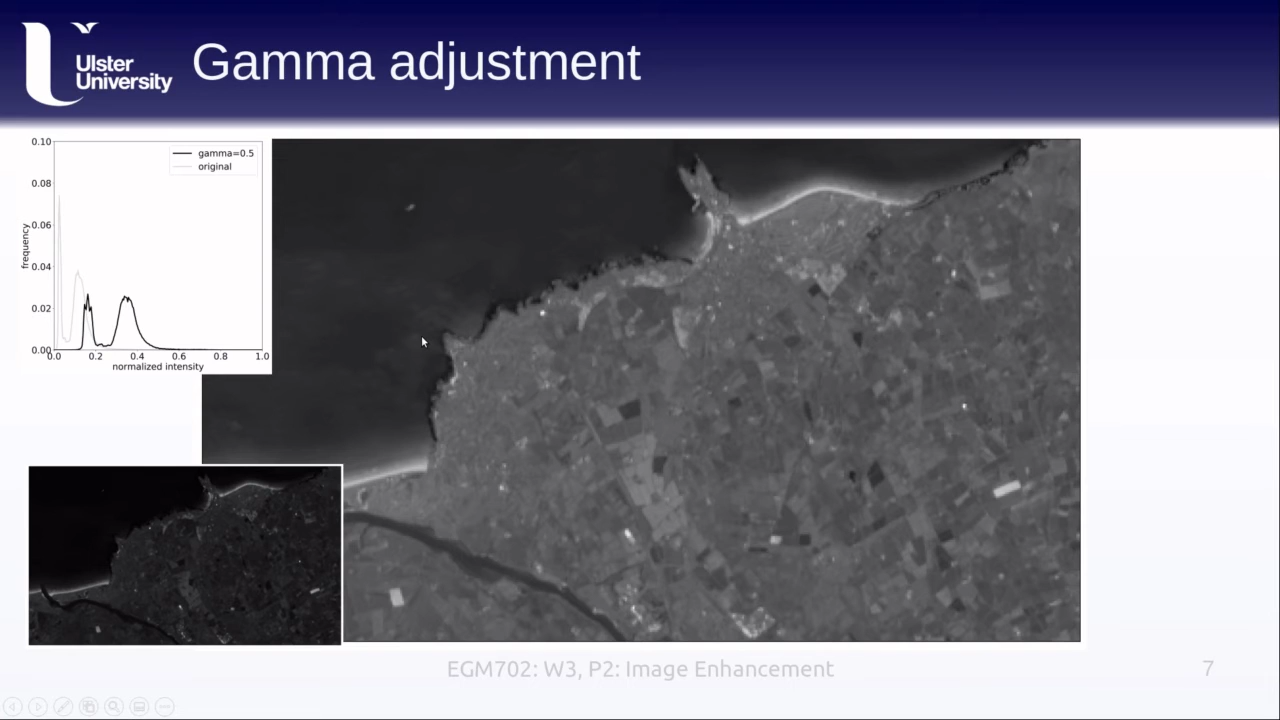 Ulster
University
Gamma adjustment
0.10
0.08
0.06
0.04
0.02
0.00
frequency
gamma=0.5
original
0.0 0.2 0.4 0.6 0.8 1.0
normalized intensity
EGM702: W3, P2: Image Enhancement
7